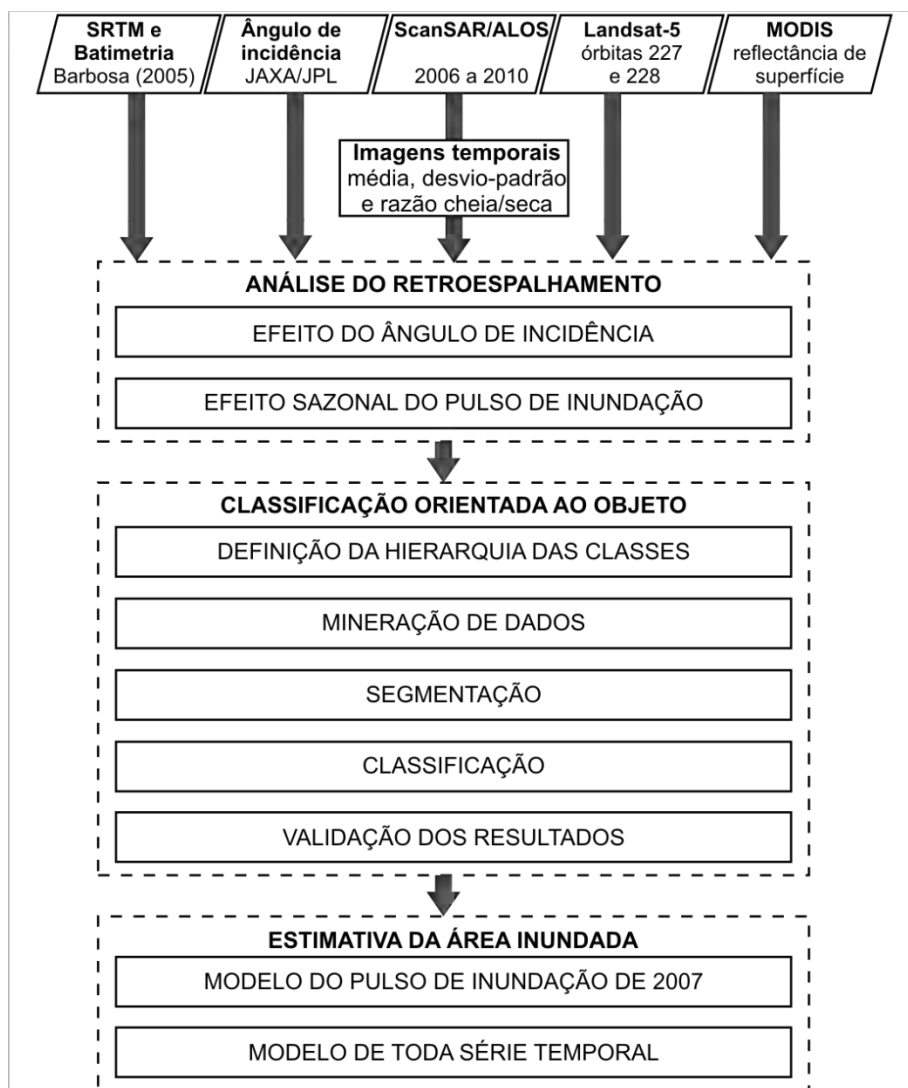 SRTM e
Batimetria
Barbosa (2005)
Ângulo de
incidência
JAXA/JPL
ScanSAR/ALOS
2006 a 2010
Landsat-5
órbitas 227
e 228
MODIS
reflectância de
superfície
Imagens temporais
média, desvio-padrão
e razão cheia/seca
ANÁLISE DO RETROESPALHAMENTO
EFEITO DO ÂNGULO DE INCIDÊNCIA
EFEITO SAZONAL DO PULSO DE INUNDAÇÃO
CLASSIFICAÇÃO ORIENTADA AO OBJETO
DEFINIÇÃO DA HIERARQUIA DAS CLASSES
MINERAÇÃO DE DADOS
SEGMENTAÇÃO
CLASSIFICAÇÃO
VALIDAÇÃO DOS RESULTADOS
ESTIMATIVA DA ÁREA INUNDADA
MODELO DO PULSO DE INUNDAÇÃO DE 2007
MODELO DE TODA SÉRIE TEMPORAL